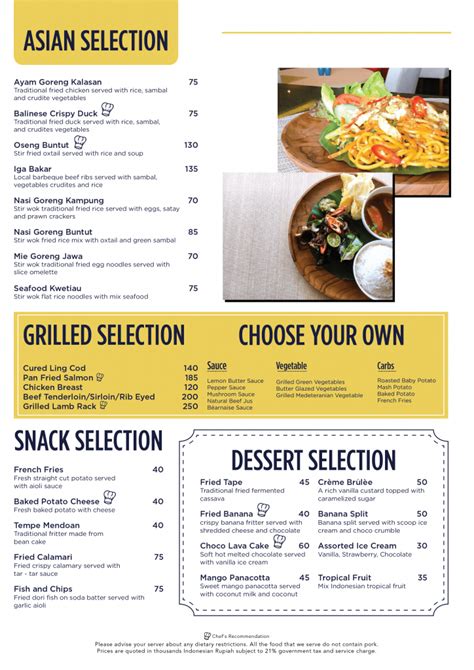 ASIAN SELECTION
Ayam Goreng Kalasan 75
Traditional fried chicken served with rice, sambal
and crudite vegetables
Balinese Crispy Duck 75
Traditional fried duck served with rice, sambal,
and crudites vegetables
Oseng Buntut 130
Stir fried oxtail served with rice and soup
Iga Bakar 135
Local barbeque beef ribs served with sambal,
vegetables crudites and rice
Nasi Goreng Kampung 70
Stir wok traditional fried rice served with eggs, satay
and prawn crackers
Nasi Goreng Buntut 85
Stir wok fried rice mix with oxtail and green sambal
Mie Goreng Jawa 70
Stir wok traditional fried egg noodles served with
slice omelette
Seafood Kwetiau 75
Stir wok flat rice noodles with mix seafood
GRILLED SELECTION
Cured Ling Cod 140
Pan Fried Salmon 185
Chicken Breast 120
Beef Tenderloin/Sirloin/Rib Eyed 200
Grilled Lamb Rack 250
CHOOSE YOUR OWN
Sauce
Lemon Butter Sauce
Pepper Sauce
Mushroom Sauce
Natural Beef Jus
Béarnaise Sauce
Vegetable
Grilled Green Vegetables
Butter Glazed Vegetables
Grilled Medeteranian Vegetable
Carbs
Roasted Baby Potato
Mash Potato
Baked Potato
French Fries
SNACK SELECTION
French Fries 40
Fresh straight cut potato served
with aioli sauce
Baked Potato Cheese 40
Fresh baked potato with cheese
Tempe Mendoan 40
Traditional fritter made from
bean cake
Fried Calamari 75
Fried crispy calamary served with
tar - tar sauce
Fish and Chips 75
Fried dori fish on soda batter served with
garlic aioli
DESSERT SELECTION
Fried Tape 45
Traditional fried fermented
cassava
Fried Banana 40
crispy banana fritter served with
shredded cheese and chocolate
Choco Lava Cake 60
Soft hot melted chocolate served
with vanilla ice cream
Mango Panacotta 45
Sweet mango panacotta served
with coconut milk and coconut
Crème Brûlèe 50
A rich vanilla custard topped with
caramelized sugar
Banana Split 50
Banana split served with scoop ice
cream and choco crumble
Assorted Ice Cream 30
Vanilla, Strawberry, Chocolate
Tropical Fruit 35
Mix Indonesian tropical fruit
Chef's Recommendation
Please advise your server about any dietary restrictions. All the food that we serve do not contain pork.
Prices are quoted in thousands Indonesian Rupiah subject to 21% government tax and service charge.